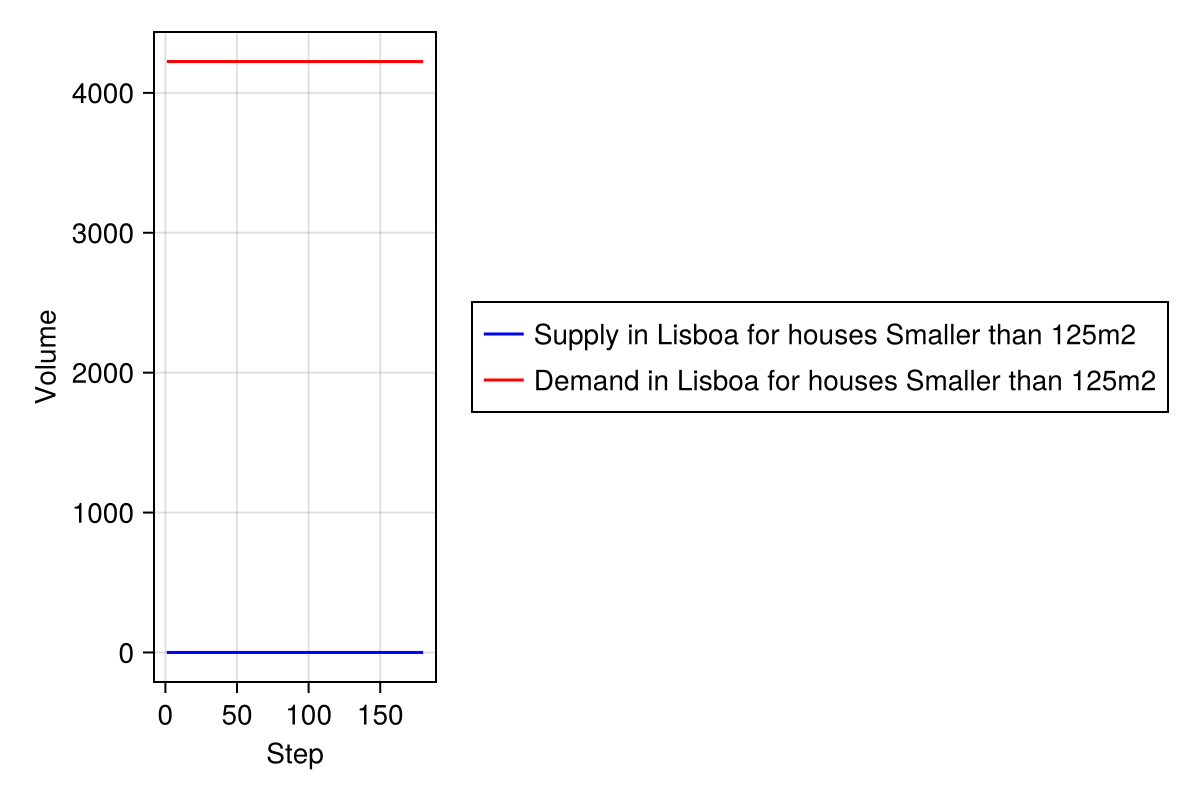 4000
3000
2000
1000
0
Volume
0 50 100 150
Step
Supply in Lisboa for houses Smaller than 125m2
Demand in Lisboa for houses Smaller than 125m2